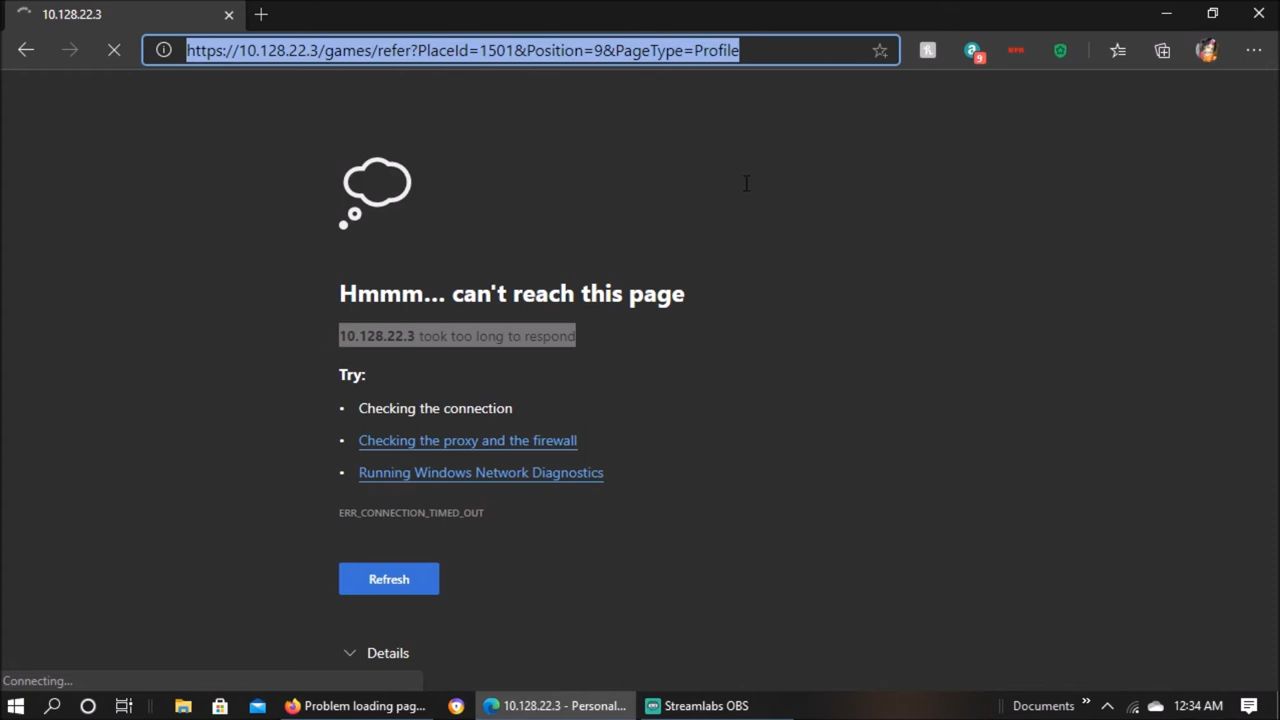 10.128.22.3
https://10.128.22.3/games/refer?PlaceId=1501&Position=9&PageType=Profile
9
Hmmm... can't reach this page
10.128.22.3 took too long to respond
Try:
• Checking the connection
• Checking the proxy and the firewall
• Running Windows Network Diagnostics
ERR_CONNECTION_TIMED_OUT
Refresh
Details
Connecting...
Problem loading pag...
10.128.22.3 - Personal...
Streamlabs OBS
Documents
12:34 AM